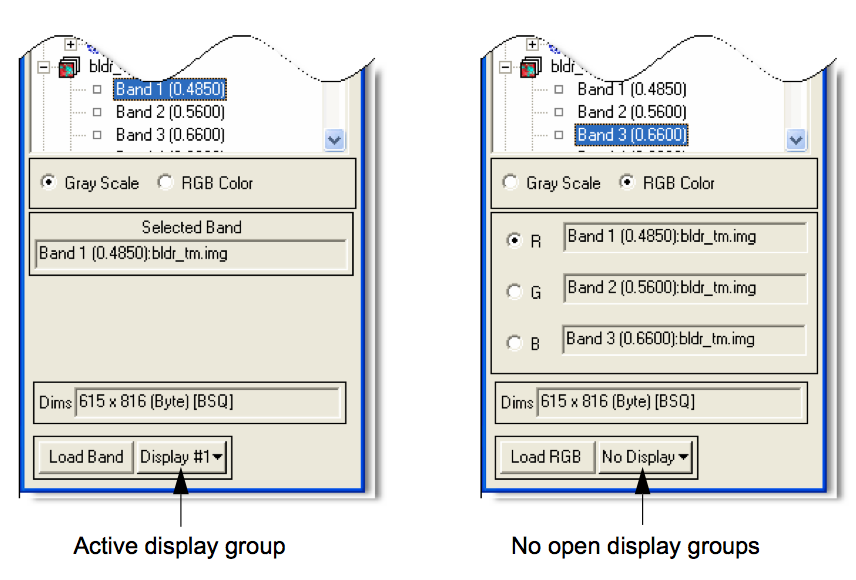 bldr_
Band 1 (0.4850)
Band 2 (0.5600)
Band 3 (0.6600)
Gray Scale RGB Color
Selected Band
Band 1 (0.4850):bldr_tm.img
Dims 615 x 816 (Byte) [BSQ]
Load Band Display #1
Active display group
bldr_
Band 1 (0.4850)
Band 2 (0.5600)
Band 3 (0.6600)
Gray Scale RGB Color
R Band 1 (0.4850):bldr_tm.img
G Band 2 (0.5600):bldr_tm.img
B Band 3 (0.6600):bldr_tm.img
Dims 615 x 816 (Byte) [BSQ]
Load RGB No Display
No open display groups